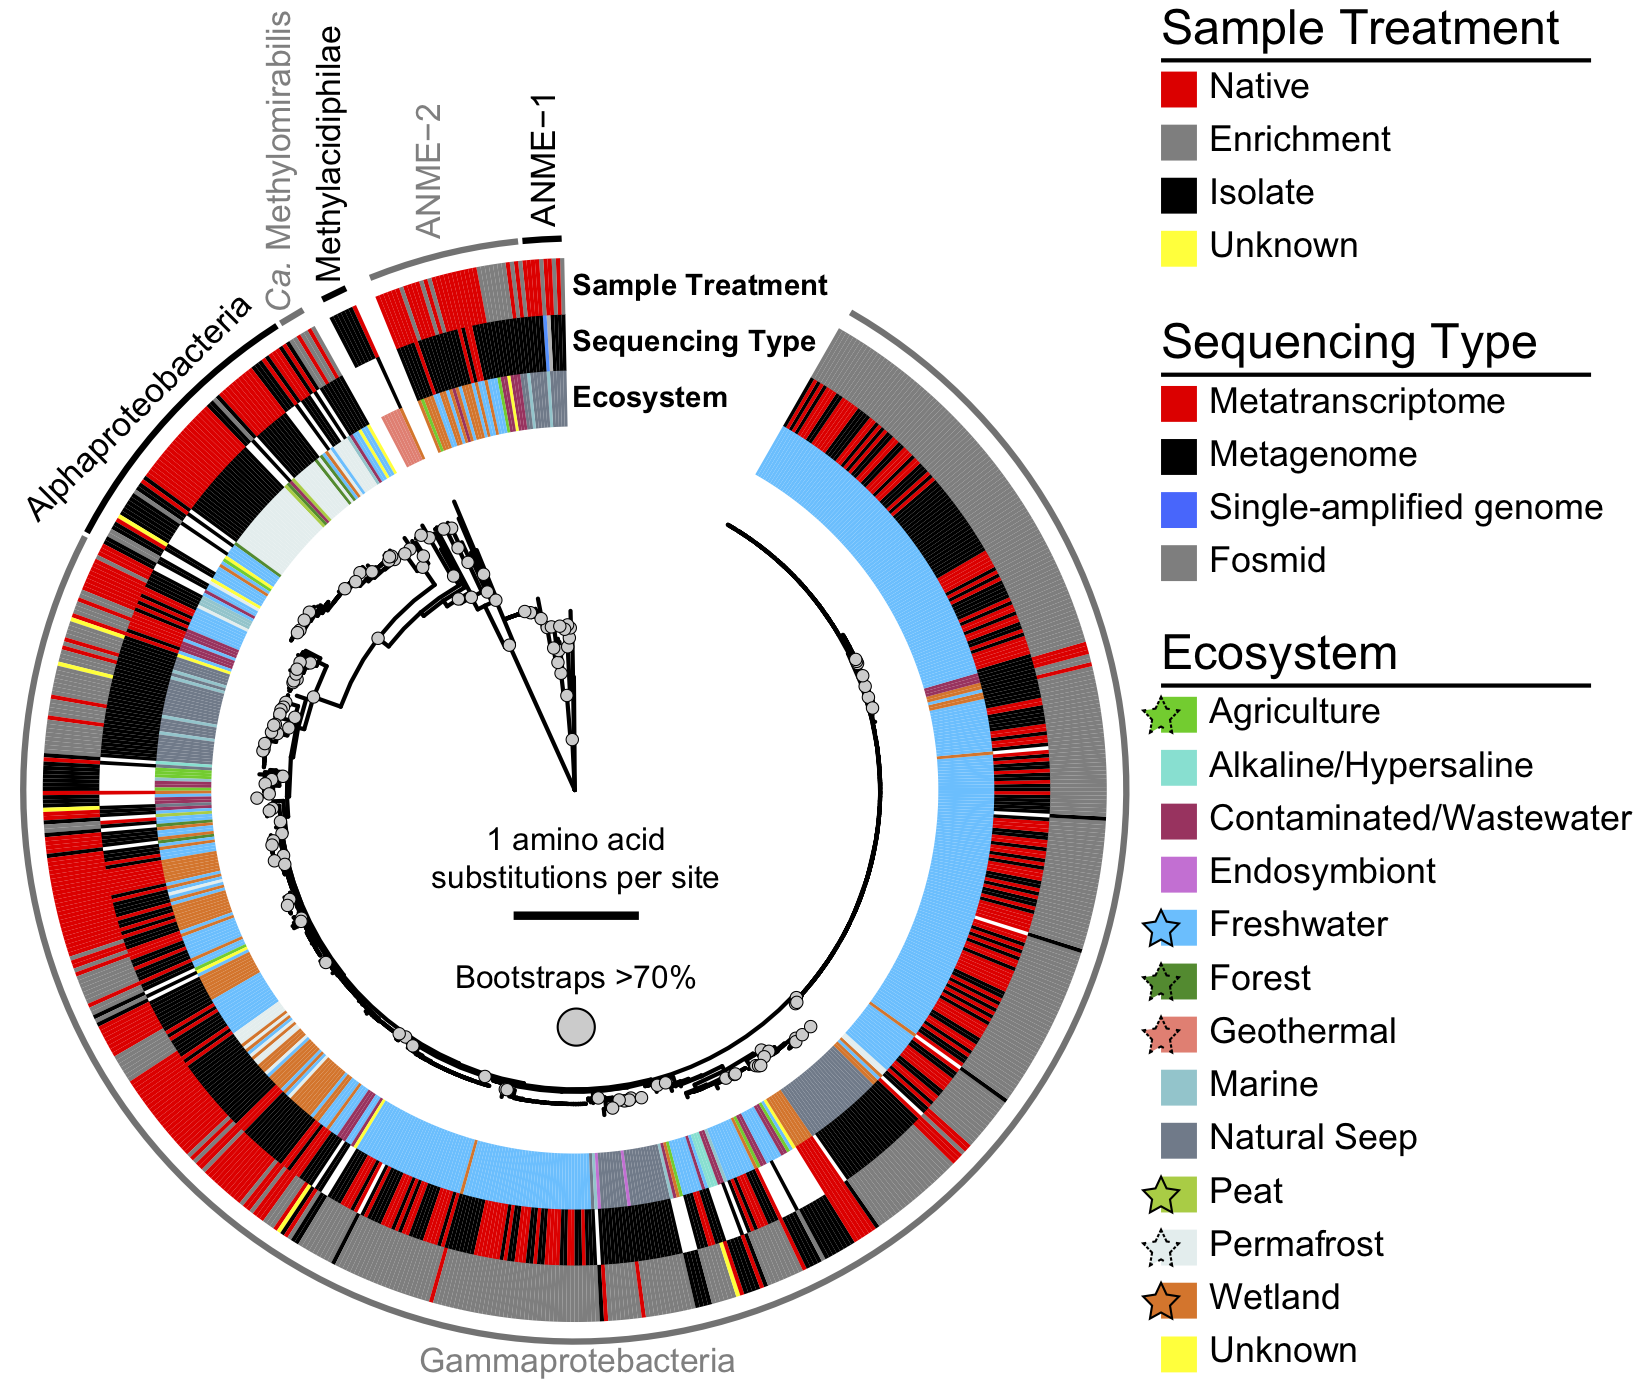 Ca. Methylomirabilis
Methylacidiphilae
ANME−2
ANME−1
Alphaproteobacteria
Sample Treatment
Sequencing Type
Ecosystem
1 amino acid
substitutions per site
Bootstraps >70%
Gammaprotebacteria
Sample Treatment
Native
Enrichment
Isolate
Unknown
Sequencing Type
Metatranscriptome
Metagenome
Single-amplified genome
Fosmid
Ecosystem
Agriculture
Alkaline/Hypersaline
Contaminated/Wastewater
Endosymbiont
Freshwater
Forest
Geothermal
Marine
Natural Seep
Peat
Permafrost
Wetland
Unknown